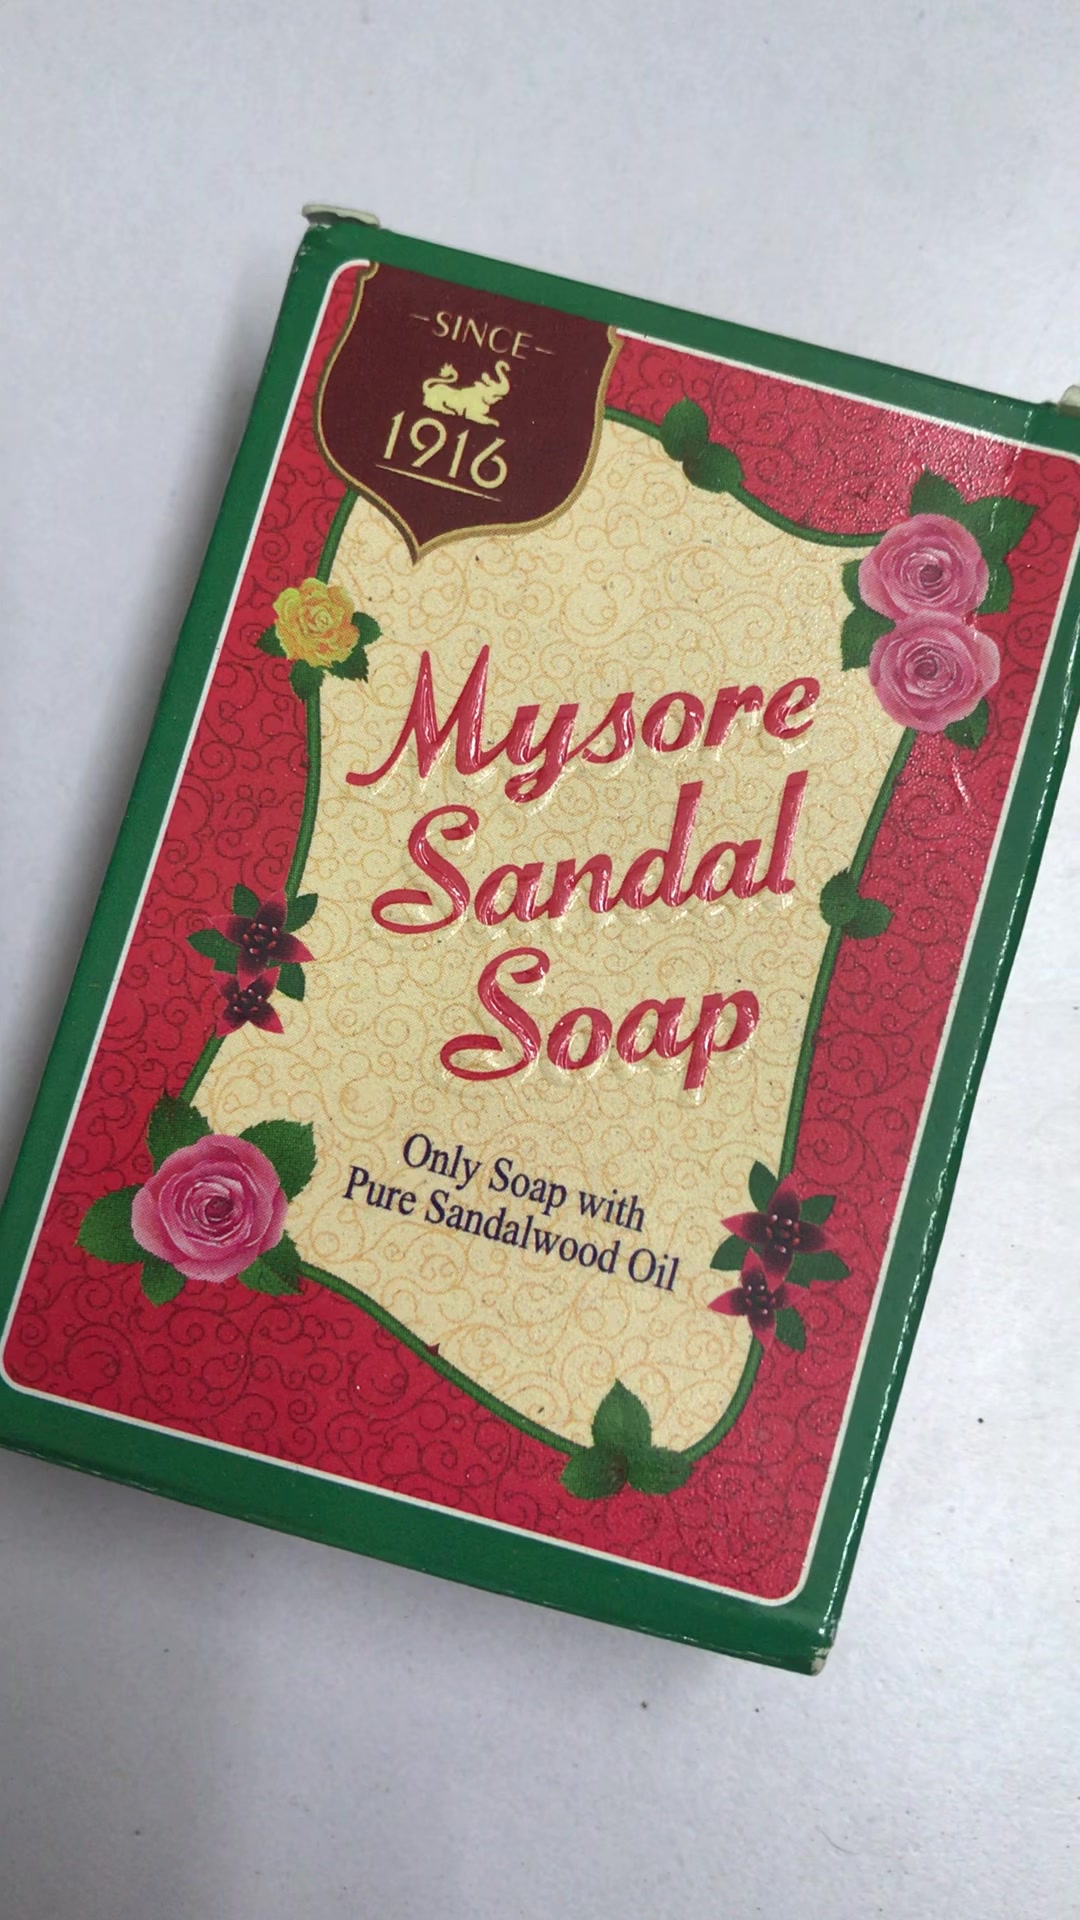 -SINCE-
1916
Mysore
Sandal
Soap
Only Soap with
Pure Sandalwood Oil